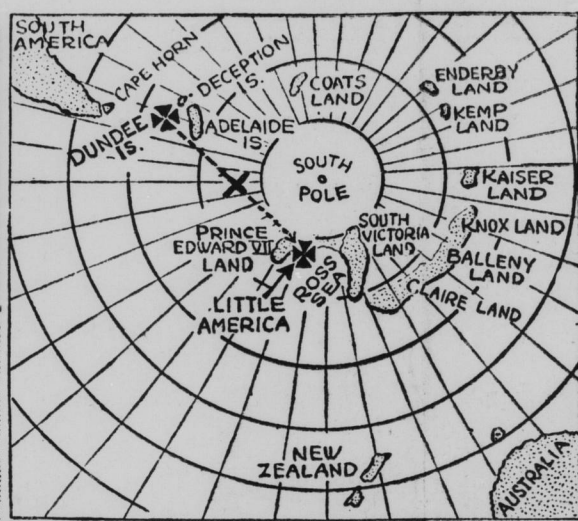 SOUTH
AMERICA
CAPE HORN
DECEPTION
IS.
DUNDEE
IS.
ADELAIDE
IS.
COATS
LAND
ENDERBY
LAND
KEMP
LAND
SOUTH
POLE
KAISER
LAND
PRINCE
EDWARD VII
LAND
SOUTH
VICTORIA
LAND
KNOX LAND
BALLENY
LAND
CLAIRE LAND
ROSS
SEA
LITTLE
AMERICA
NEW
ZEALAND
AUSTRALIA